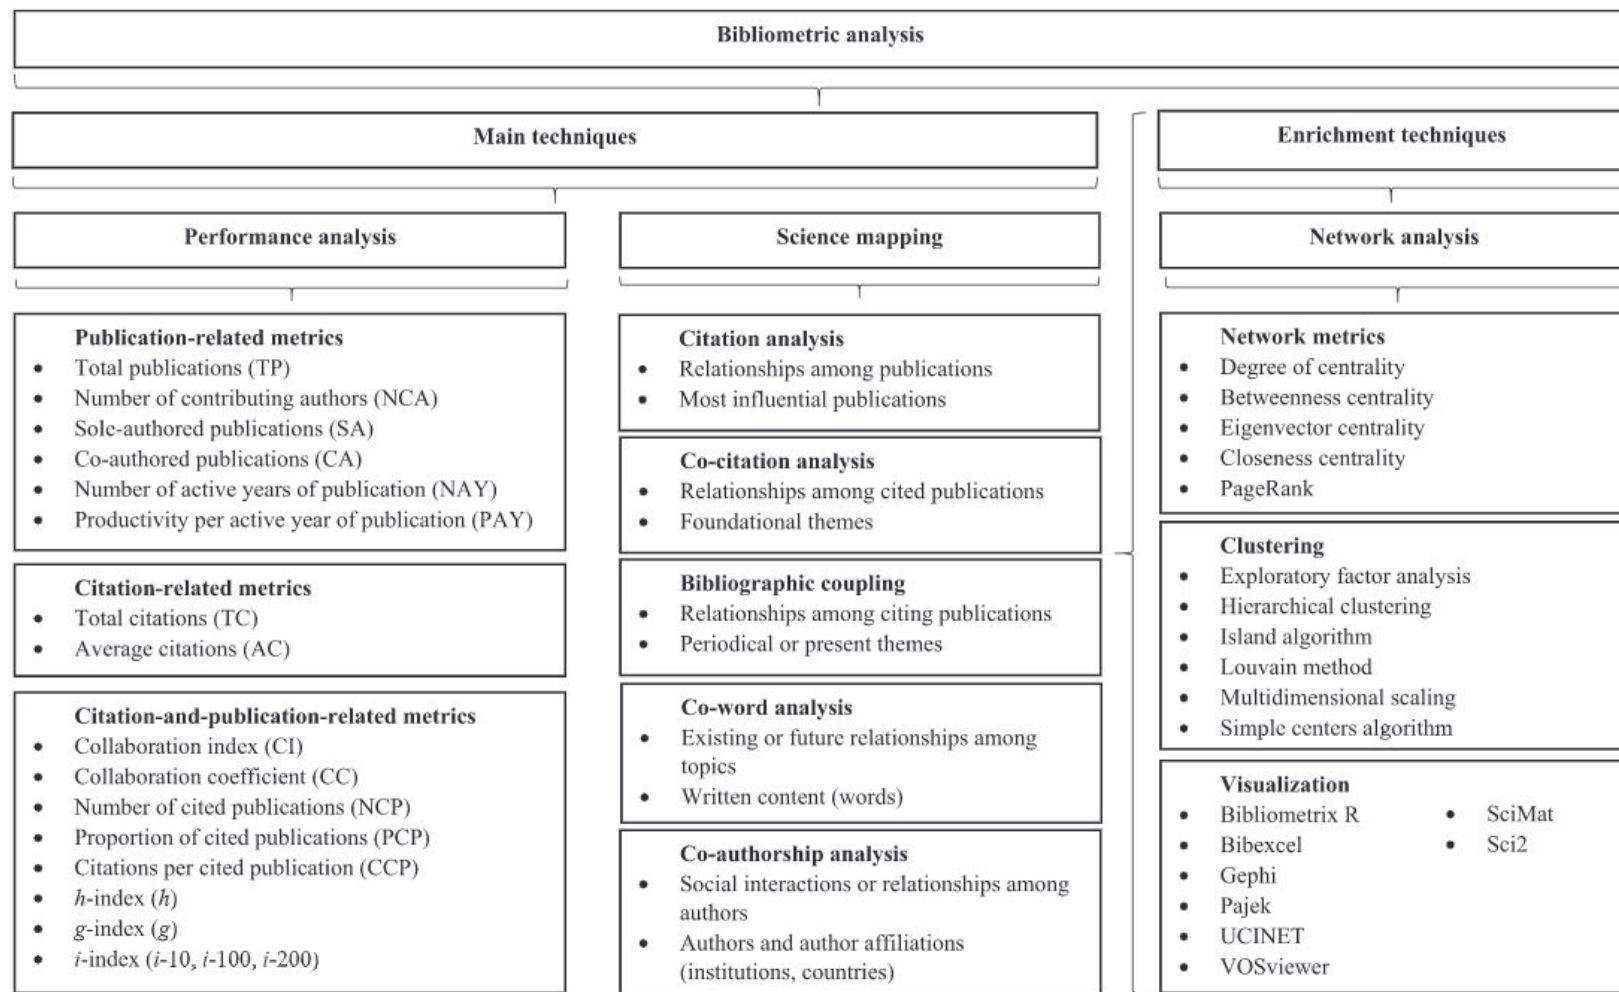 Bibliometric analysis
Main techniques
Enrichment techniques
Performance analysis
Science mapping
Network analysis
Publication-related metrics
• Total publications (TP)
• Number of contributing authors (NCA)
• Sole-authored publications (SA)
• Co-authored publications (CA)
• Number of active years of publication (NAY)
• Productivity per active year of publication (PAY)
Citation-related metrics
• Total citations (TC)
• Average citations (AC)
Citation-and-publication-related metrics
• Collaboration index (CI)
• Collaboration coefficient (CC)
• Number of cited publications (NCP)
• Proportion of cited publications (PCP)
• Citations per cited publication (CCP)
• h-index (h)
• g-index (g)
• i-index (i-10, i-100, i-200)
Citation analysis
• Relationships among publications
• Most influential publications
Co-citation analysis
• Relationships among cited publications
• Foundational themes
Bibliographic coupling
• Relationships among citing publications
• Periodical or present themes
Co-word analysis
• Existing or future relationships among
topics
• Written content (words)
Co-authorship analysis
• Social interactions or relationships among
authors
• Authors and author affiliations
(institutions, countries)
Network metrics
• Degree of centrality
• Betweenness centrality
• Eigenvector centrality
• Closeness centrality
• PageRank
Clustering
• Exploratory factor analysis
• Hierarchical clustering
• Island algorithm
• Louvain method
• Multidimensional scaling
• Simple centers algorithm
Visualization
• Bibliometrix R
• Bibexcel
• Gephi
• Pajek
• UCINET
• VOSviewer
• SciMat
• Sci2